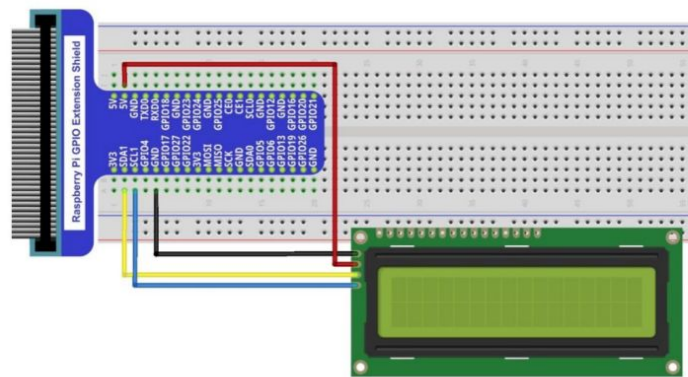 Raspberry Pi GPIO Extension Shield
5V
5V
GND
TXD0
RXD0
GPIO18
GND
GPIO23
GPIO24
GND
GPIO25
CE0
CE1
SCL0
GND
GPIO12
GND
GPIO16
GPIO20
GPIO21
3V3
SDA1
SCL1
GPIO4
GND
GPIO17
GPIO27
GPIO22
3V3
MOSI
MISO
SCK
GND
SDA0
GPIO5
GPIO6
GPIO13
GPIO19
GPIO26
GND